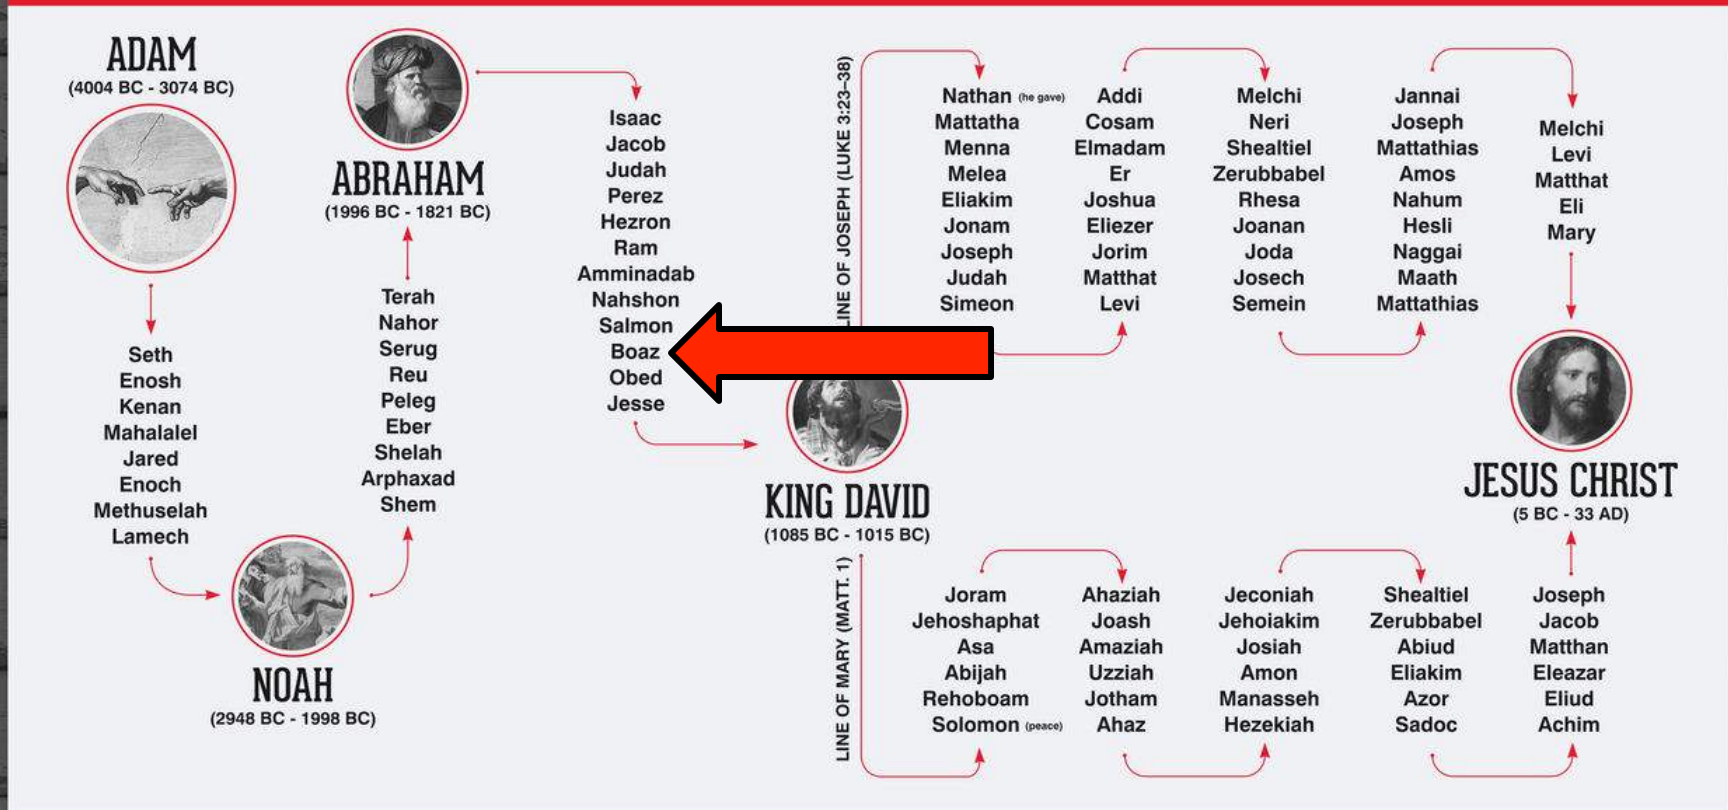 ADAM
(4004 BC - 3074 BC)
Seth
Enosh
Kenan
Mahalalel
Jared
Enoch
Methuselah
Lamech
NOAH
(2948 BC - 1998 BC)
Terah
Nahor
Serug
Reu
Peleg
Eber
Shelah
Arphaxad
Shem
ABRAHAM
(1996 BC - 1821 BC)
Isaac
Jacob
Judah
Perez
Hezron
Ram
Amminadab
Nahshon
Salmon
Boaz
Obed
Jesse
KING DAVID
(1085 BC - 1015 BC)
LINE OF JOSEPH (LUKE 3:23–38)
Nathan (he gave)
Mattatha
Menna
Melea
Eliakim
Jonam
Joseph
Judah
Simeon
Addi
Cosam
Elmadam
Er
Joshua
Eliezer
Jorim
Matthat
Levi
Melchi
Neri
Shealtiel
Zerubbabel
Rhesa
Joanan
Joda
Josech
Semein
Jannai
Joseph
Mattathias
Amos
Nahum
Hesli
Naggai
Maath
Mattathias
Melchi
Levi
Matthat
Eli
Mary
LINE OF MARY (MATT. 1)
Joram
Jehoshaphat
Asa
Abijah
Rehoboam
Solomon (peace)
Ahaziah
Joash
Amaziah
Uzziah
Jotham
Ahaz
Jeconiah
Jehoiakim
Josiah
Amon
Manasseh
Hezekiah
Shealtiel
Zerubbabel
Abiud
Eliakim
Azor
Sadoc
Joseph
Jacob
Matthan
Eleazar
Eliud
Achim
JESUS CHRIST
(5 BC - 33 AD)